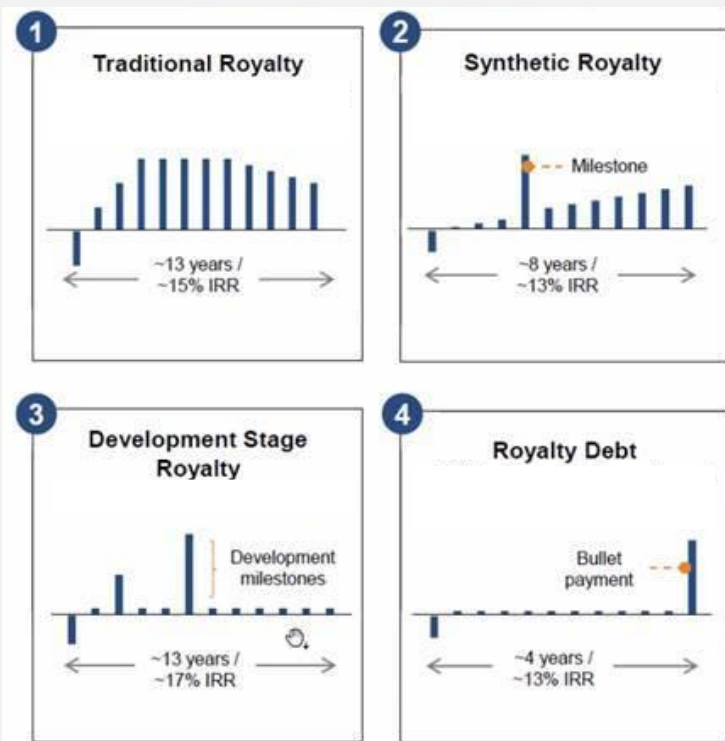 1
Traditional Royalty
~13 years /
~15% IRR
2
Synthetic Royalty
Milestone
~8 years /
~13% IRR
3
Development Stage
Royalty
Development
milestones
~13 years /
~17% IRR
4
Royalty Debt
Bullet
payment
~4 years /
~13% IRR